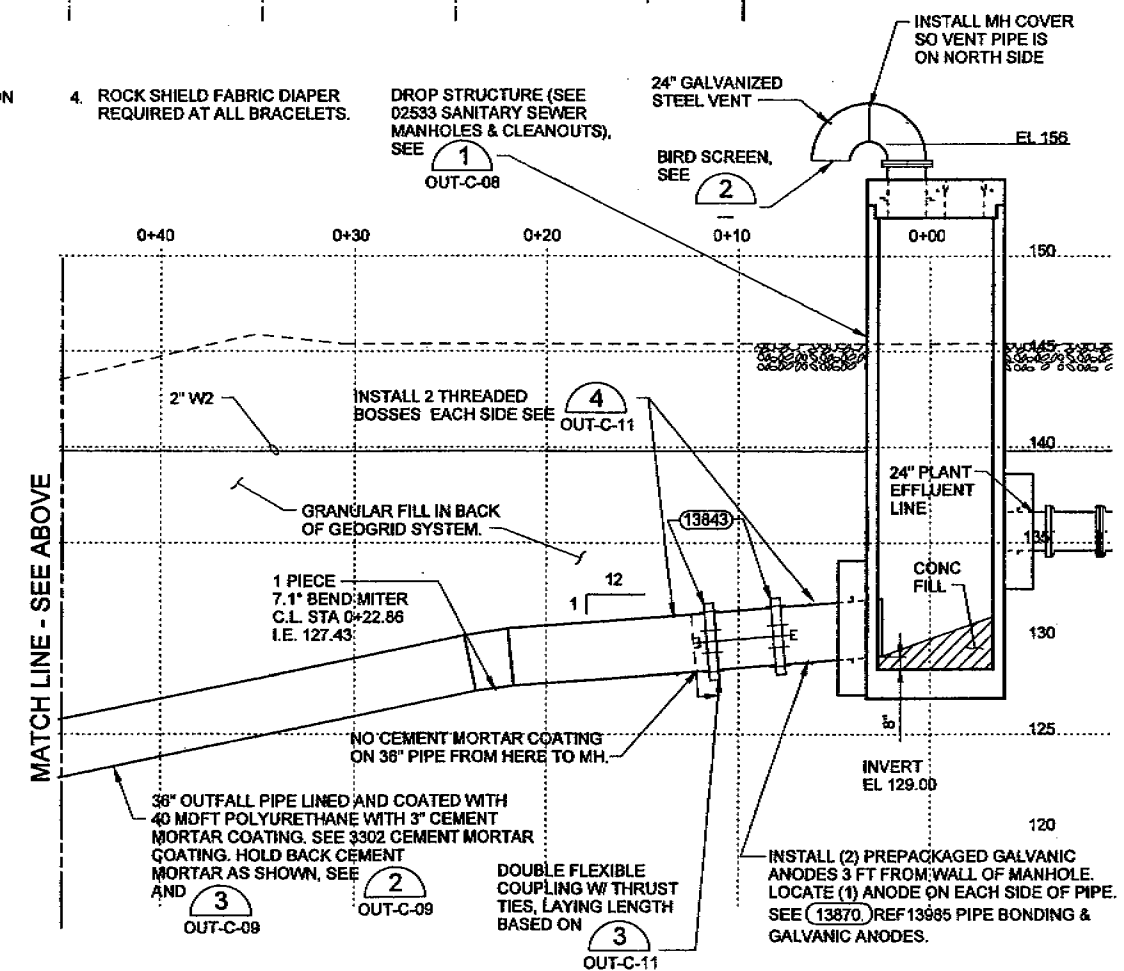 INSTALL MH COVER
SO VENT PIPE IS
ON NORTH SIDE
ON
4. ROCK SHIELD FABRIC DIAPER
REQUIRED AT ALL BRACELETS.
DROP STRUCTURE (SEE
02533 SANITARY SEWER
MANHOLES & CLEANOUTS),
SEE
1
OUT-C-08
24" GALVANIZED
STEEL VENT
EL 156
BIRD SCREEN,
SEE
2
0+40
0+30
0+20
0+10
0+00
150
145
2" W2
INSTALL 2 THREADED
BOSSES EACH SIDE SEE
4
OUT-C-11
140
24" PLANT
EFFLUENT
LINE
GRANULAR FILL IN BACK
OF GEOGRID SYSTEM.
13843
135
MATCH LINE - SEE ABOVE
1 PIECE
7.1° BEND MITER
C.L. STA 0+22.86
I.E. 127.43
12
1
CONC
FILL
130
8"
125
NO CEMENT MORTAR COATING
ON 36" PIPE FROM HERE TO MH.
INVERT
EL 129.00
36" OUTFALL PIPE LINED AND COATED WITH
40 MDFT POLYURETHANE WITH 3" CEMENT
MORTAR COATING. SEE 3302 CEMENT MORTAR
COATING. HOLD BACK CEMENT
MORTAR AS SHOWN, SEE
2
OUT-C-09
AND
3
OUT-C-09
120
DOUBLE FLEXIBLE
COUPLING W/ THRUST
TIES, LAYING LENGTH
BASED ON
3
OUT-C-11
INSTALL (2) PREPACKAGED GALVANIC
ANODES 3 FT FROM WALL OF MANHOLE.
LOCATE (1) ANODE ON EACH SIDE OF PIPE.
SEE 13870. REF 13985 PIPE BONDING &
GALVANIC ANODES.